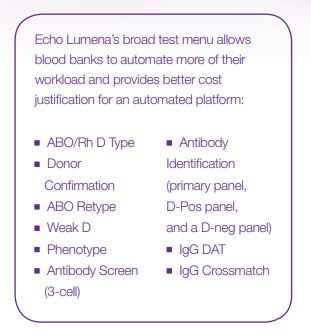 Echo Lumena’s broad test menu allows
blood banks to automate more of their
workload and provides better cost
justification for an automated platform:
■ ABO/Rh D Type
■ Donor
Confirmation
■ ABO Retype
■ Weak D
■ Phenotype
■ Antibody Screen
(3-cell)
■ Antibody
Identification
(primary panel,
D-Pos panel,
and a D-neg panel)
■ IgG DAT
■ IgG Crossmatch